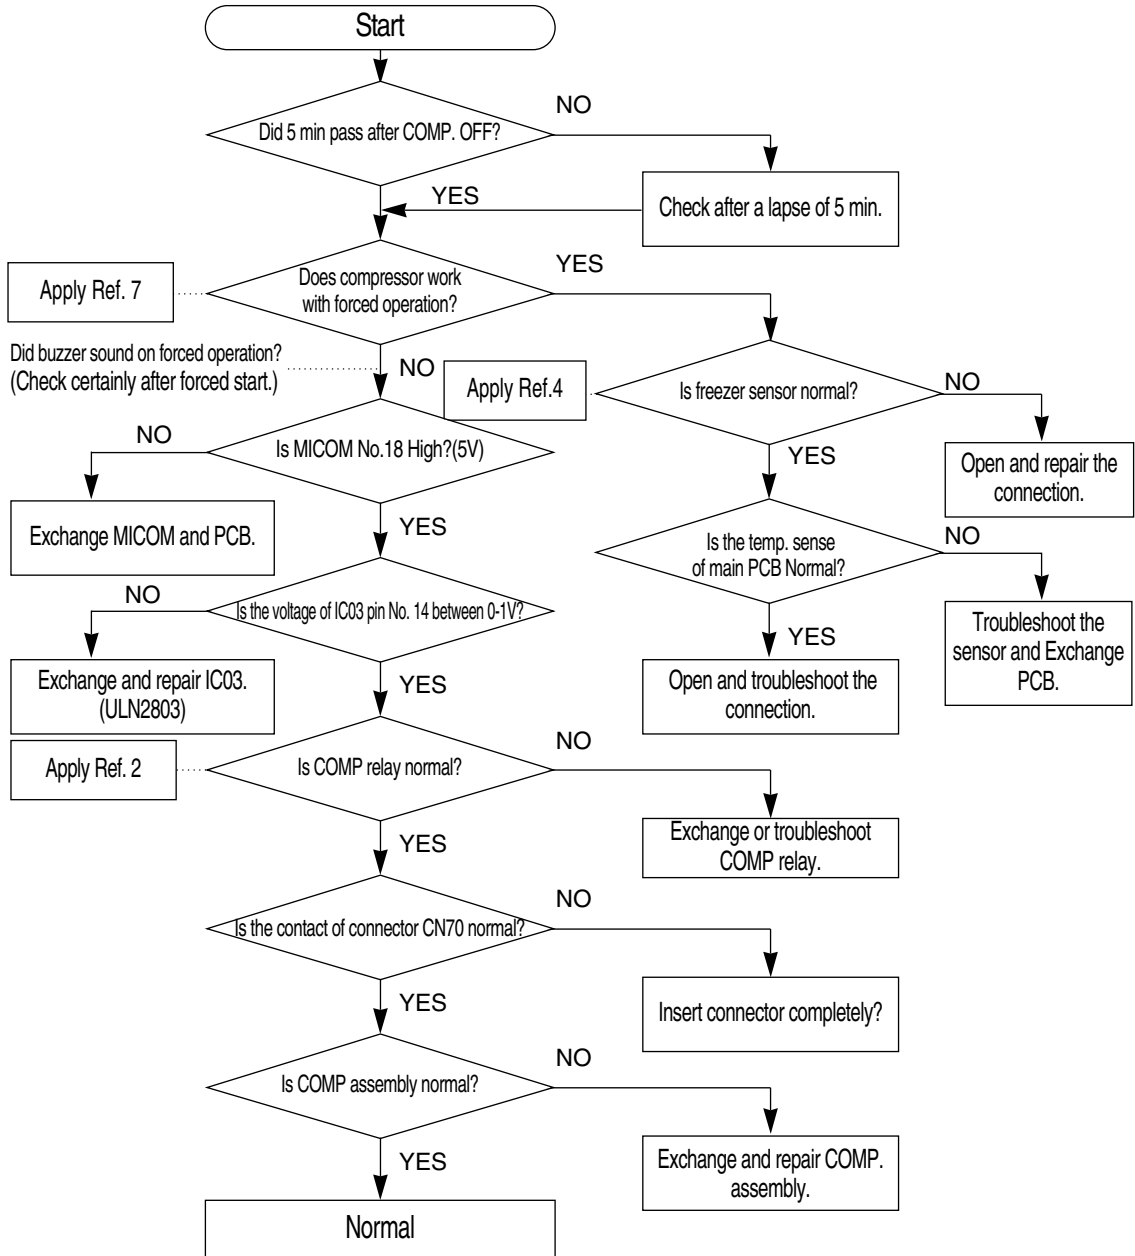 Start
Did 5 min pass after COMP. OFF?
NO
YES
Check after a lapse of 5 min.
Apply Ref. 7
Does compressor work
with forced operation?
YES
Did buzzer sound on forced operation?
(Check certainly after forced start.)
NO
Apply Ref.4
Is freezer sensor normal?
NO
NO
Is MICOM No.18 High?(5V)
YES
Open and repair the
connection.
Exchange MICOM and PCB.
YES
Is the temp. sense
of main PCB Normal?
NO
NO
Is the voltage of IC03 pin No. 14 between 0-1V?
YES
Troubleshoot the
sensor and Exchange
PCB.
Exchange and repair IC03.
(ULN2803)
YES
Open and troubleshoot the
connection.
Apply Ref. 2
Is COMP relay normal?
NO
YES
Exchange or troubleshoot
COMP relay.
Is the contact of connector CN70 normal?
NO
YES
Insert connector completely?
Is COMP assembly normal?
NO
YES
Exchange and repair COMP.
assembly.
Normal